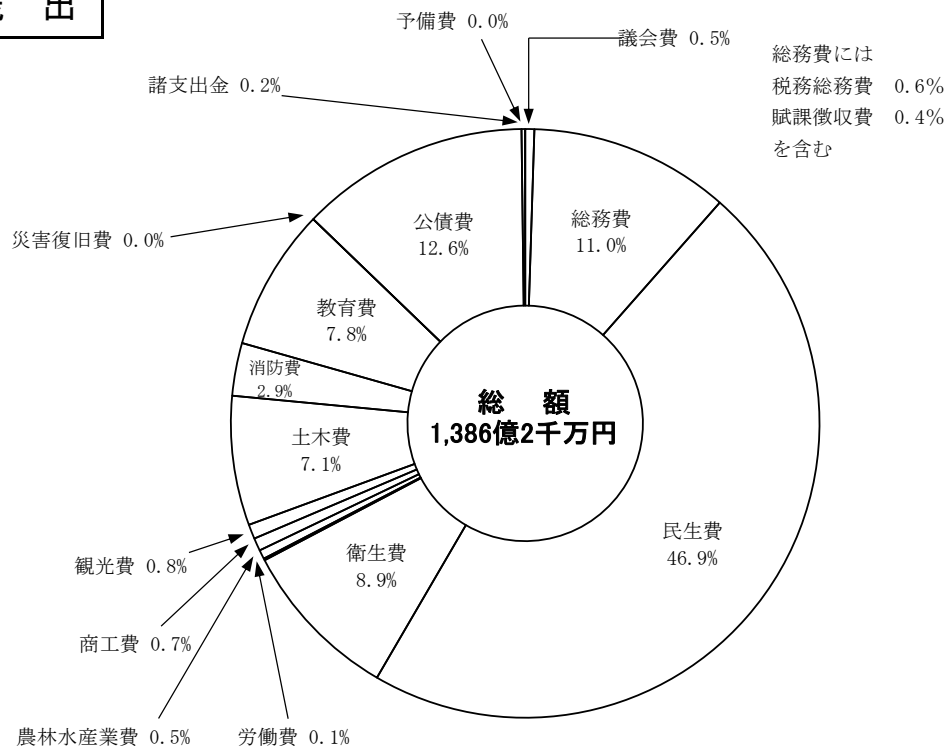 出
予備費 0.0%
議会費 0.5%
諸支出金 0.2%
総務費には
税務総務費 0.6%
賦課徴収費 0.4%
を含む
公債費
12.6%
総務費
11.0%
災害復旧費 0.0%
教育費
7.8%
消防費
2.9%
総 額
1,386億2千万円
土木費
7.1%
民生費
46.9%
衛生費
8.9%
観光費 0.8%
商工費 0.7%
農林水産業費 0.5%
労働費 0.1%